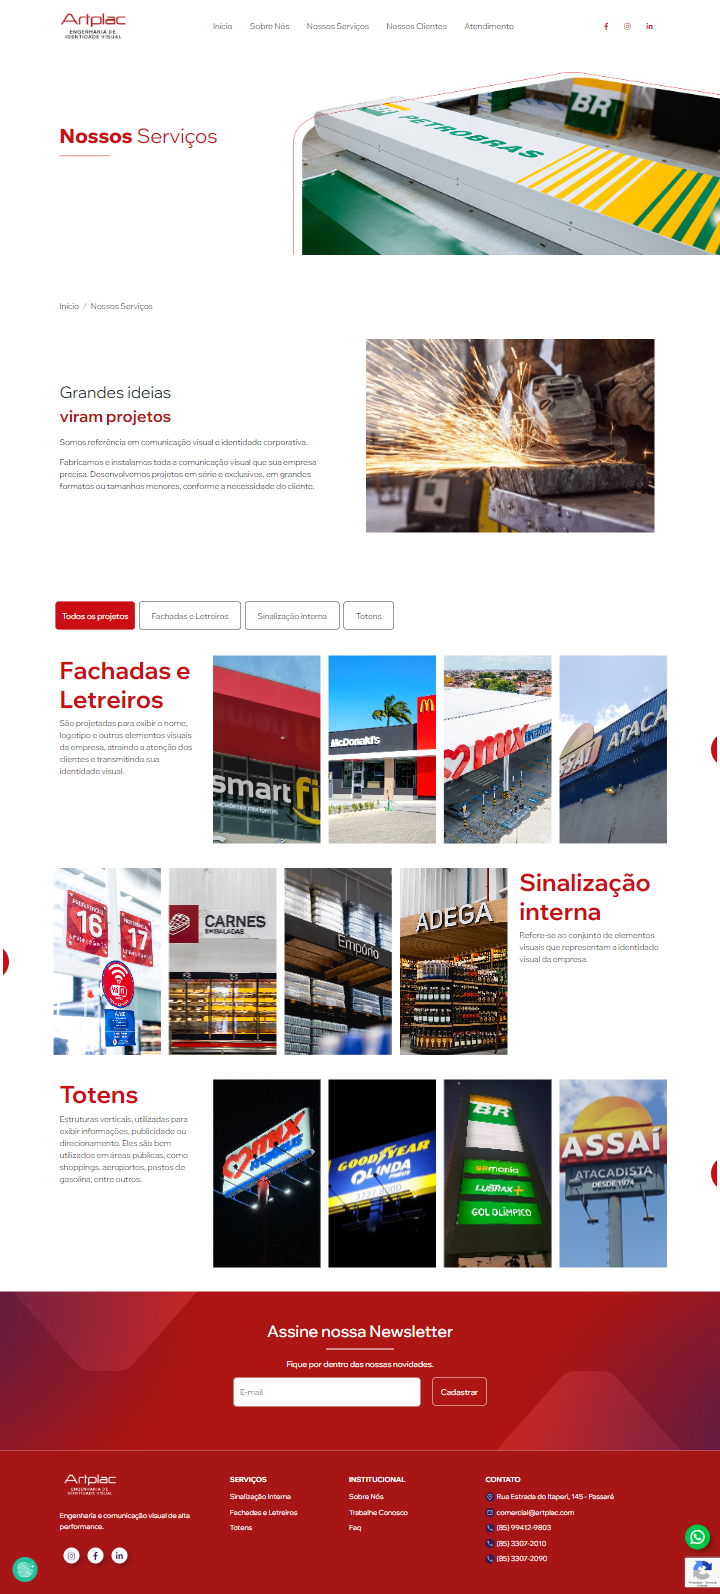 Artplac
ENGENHARIA DE
IDENTIDADE VISUAL
Início
Sobre Nós
Nossos Serviços
Nossos Clientes
Atendimento
Nossos Serviços
PETROBRAS
BR
Início / Nossos Serviços
Grandes ideias
viram projetos
Somos referência em comunicação visual e identidade corporativa.
Fabricamos e instalamos toda a comunicação visual que sua empresa
precisa. Desenvolvemos projetos em série e exclusivos, em grandes
formatos ou tamanhos menores, conforme a necessidade do cliente.
Todos os projetos
Fachadas e Letreiros
Sinalização interna
Totens
Fachadas e
Letreiros
São projetadas para exibir o nome,
logotipo e outros elementos visuais
da empresa, atraindo a atenção dos
clientes e transmitindo sua
identidade visual.
smart fi
McDonald's
mix
SSAÍ ATACA
PREFERENCIAL
16
PREFERENCIAL
17
CARNES
EMBALADAS
Empório
ADEGA
Sinalização
interna
Refere-se ao conjunto de elementos
visuais que representam a identidade
visual da empresa.
Totens
Estruturas verticais, utilizadas para
exibir informações, publicidade ou
direcionamento. Eles são bem
utilizados em áreas públicas, como
shoppings, aeroportos, postos de
gasolina, entre outros.
mix
GOODYEAR
OLINDA
PNEUS
3737 8000
BR
BRmania
LUBRAX+
GOL OLÍMPICO
ASSAÍ
ATACADISTA
DESDE 1974
Assine nossa Newsletter
Fique por dentro das nossas novidades.
E-mail
Cadastrar
Artplac
ENGENHARIA DE
IDENTIDADE VISUAL
Engenharia e comunicação visual de alta
performance.
SERVIÇOS
Sinalização Interna
Fachadas e Letreiros
Totens
INSTITUCIONAL
Sobre Nós
Trabalhe Conosco
Faq
CONTATO
Rua Estrada do Itaperi, 145 - Passaré
comercial@artplac.com
(85) 99412-9803
(85) 3307-2010
(85) 3307-2090